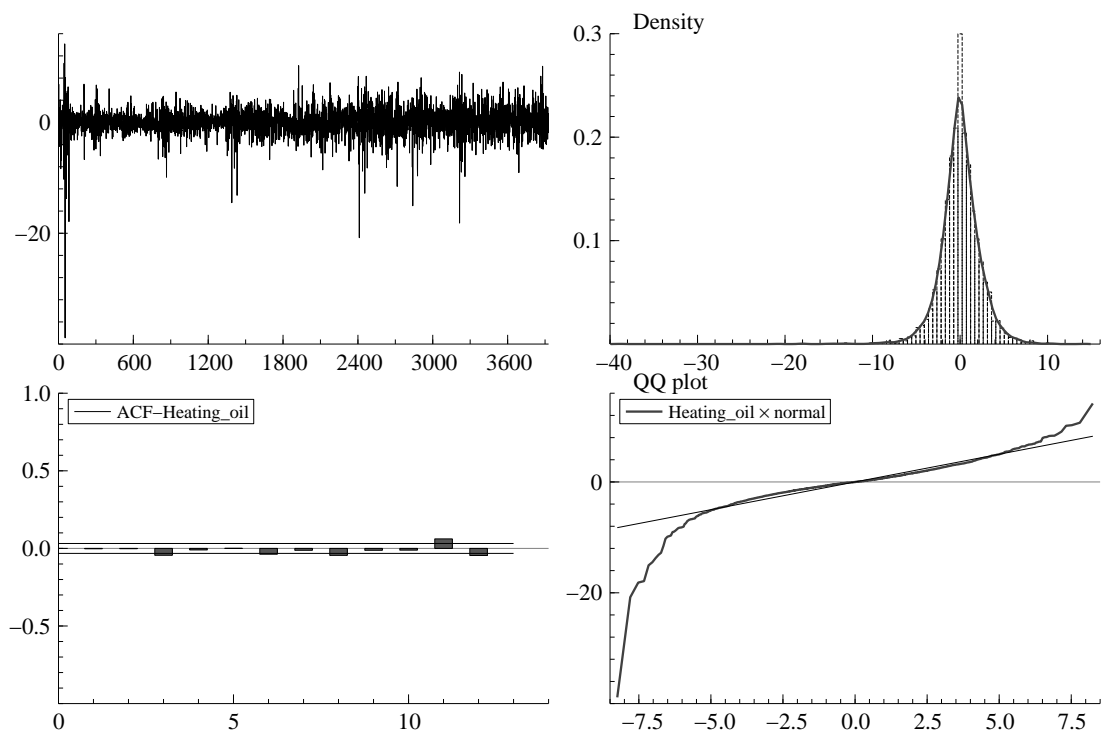 0
−20
0 600 1200 1800 2400 3000 3600
Density
0.3
0.2
0.1
−40 −30 −20 −10 0 10
ACF−Heating_oil
1.0
0.5
0.0
−0.5
0 5 10
QQ plot
Heating_oil × normal
0
−20
−7.5 −5.0 −2.5 0.0 2.5 5.0 7.5